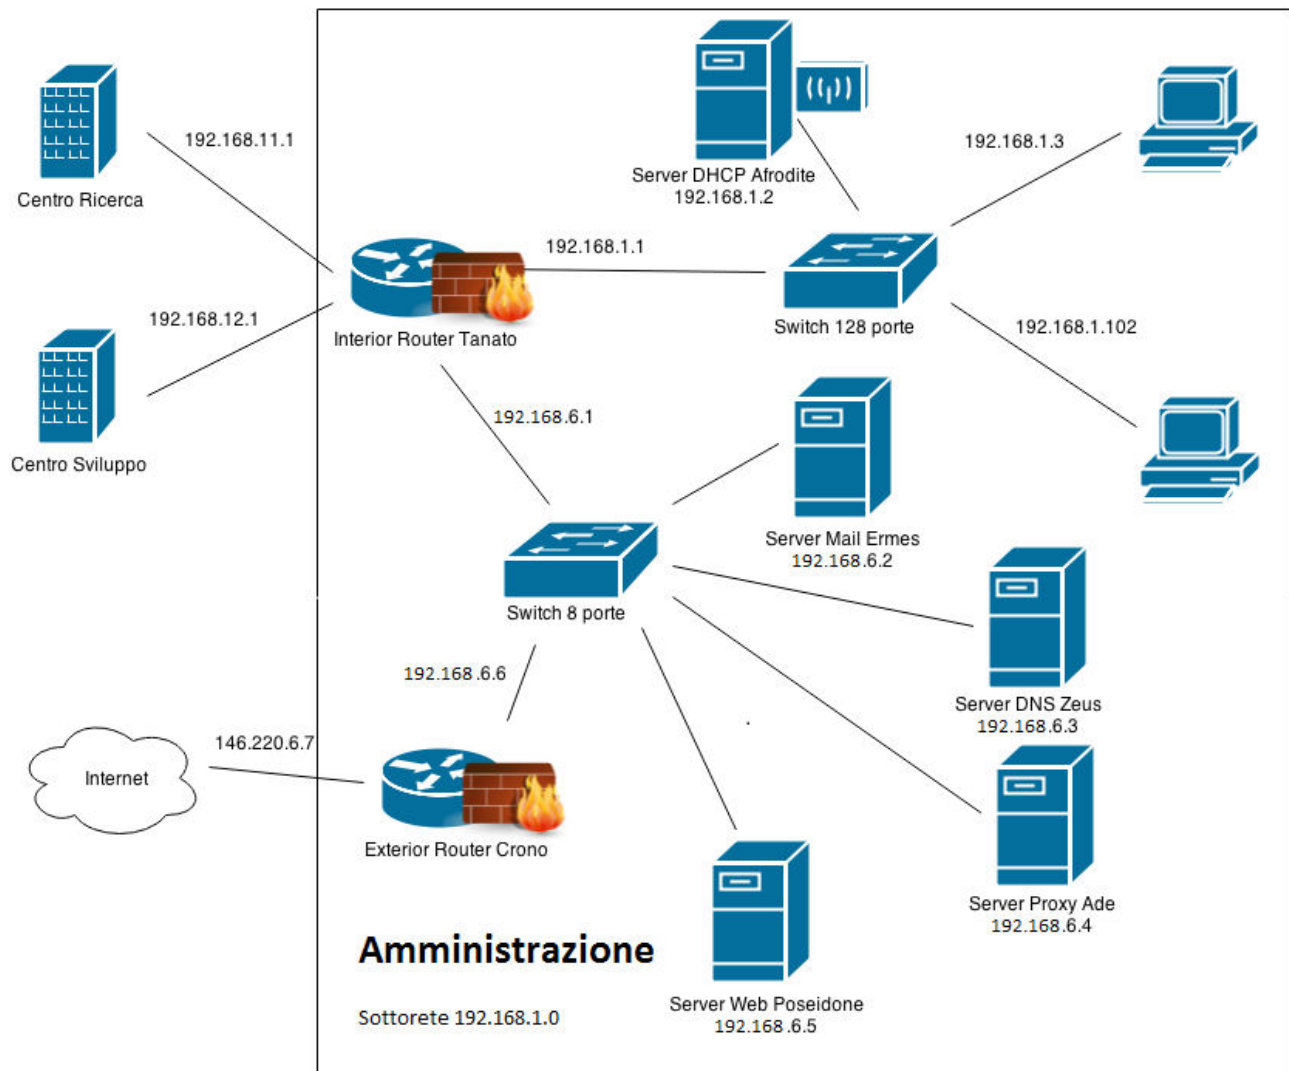 192.168.11.1
Centro Ricerca
192.168.12.1
Centro Sviluppo
Server DHCP Afrodite
192.168.1.2
192.168.1.3
192.168.1.1
Interior Router Tanato
Switch 128 porte
192.168.1.102
192.168.6.1
Server Mail Ermes
192.168.6.2
Switch 8 porte
192.168.6.6
Server DNS Zeus
192.168.6.3
146.220.6.7
Internet
Exterior Router Crono
Server Proxy Ade
192.168.6.4
Amministrazione
Sottorete 192.168.1.0
Server Web Poseidone
192.168.6.5